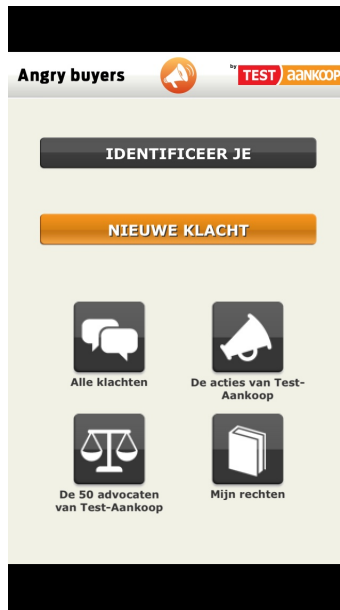 Angry buyers
by TEST aankoop
IDENTIFICEER JE
NIEUWE KLACHT
Alle klachten
De acties van Test-
Aankoop
De 50 advocaten
van Test-Aankoop
Mijn rechten